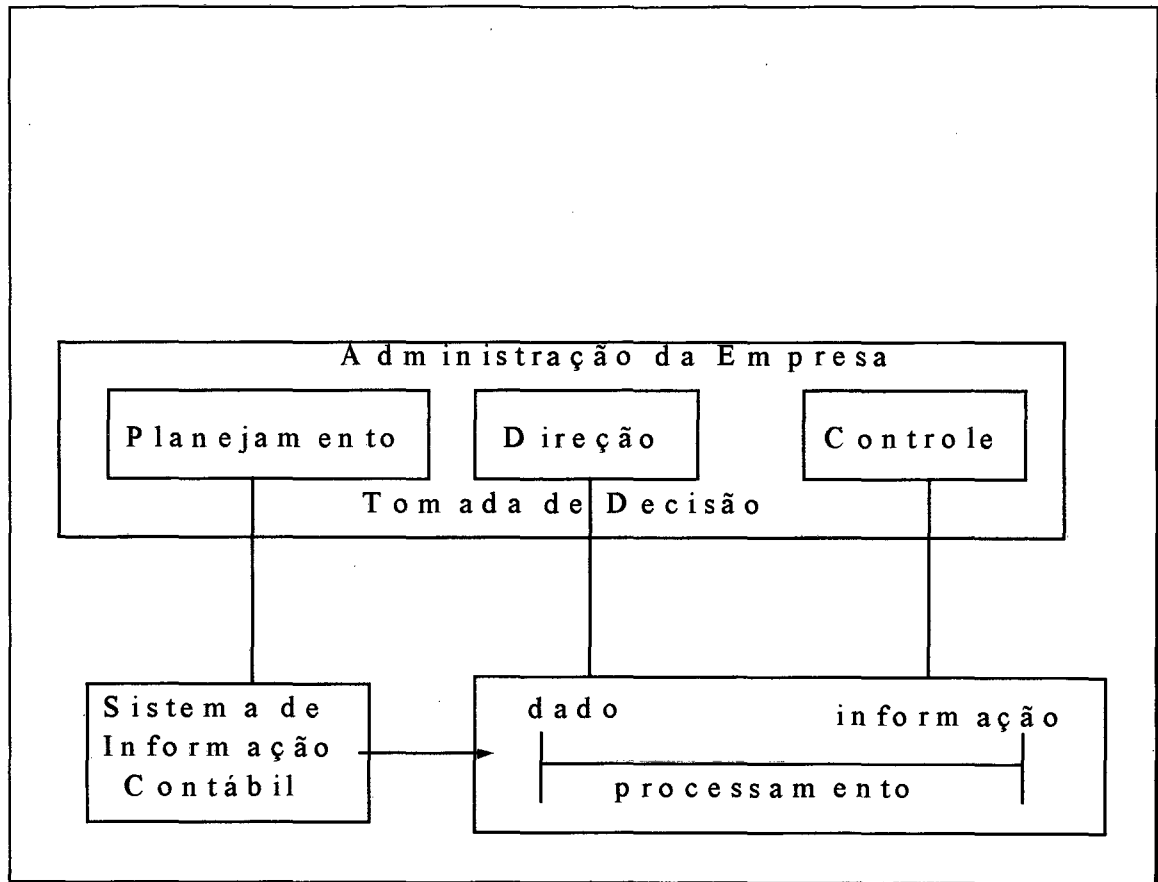 Administração da Empresa
Planejamento
Direção
Controle
Tomada de Decisão
Sistema de
Informação
Contábil
dado
informação
processamento